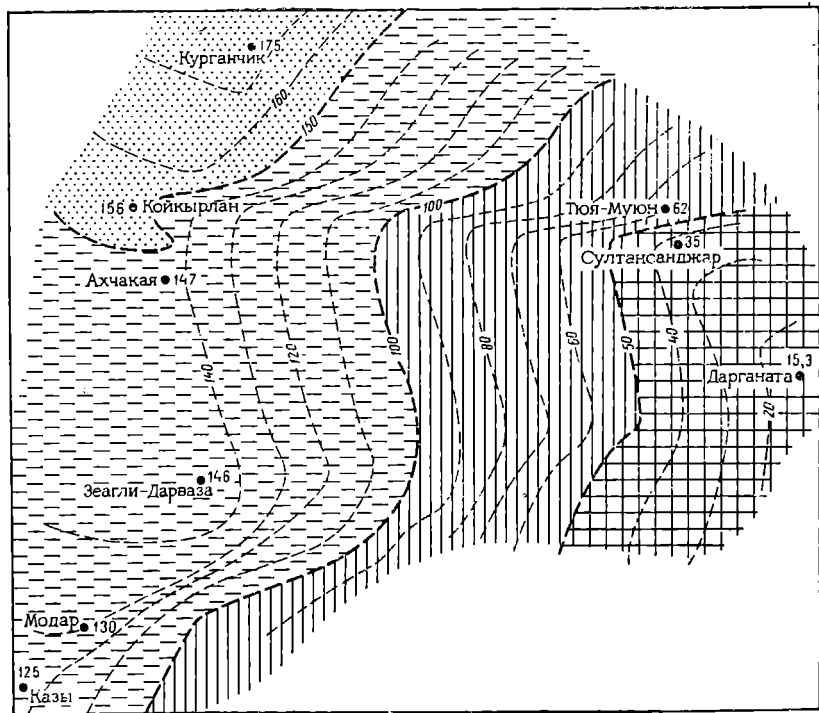 175
Курганчик
160
150
156 Койкырлан
100
Тюя-Муюн 62
35
Султансанджар
Ахчакая 147
140
120
100
80
60
50
40
20
15,3
Дарганата
146
Зеагли-Дарваза
Модар 130
125
Казы